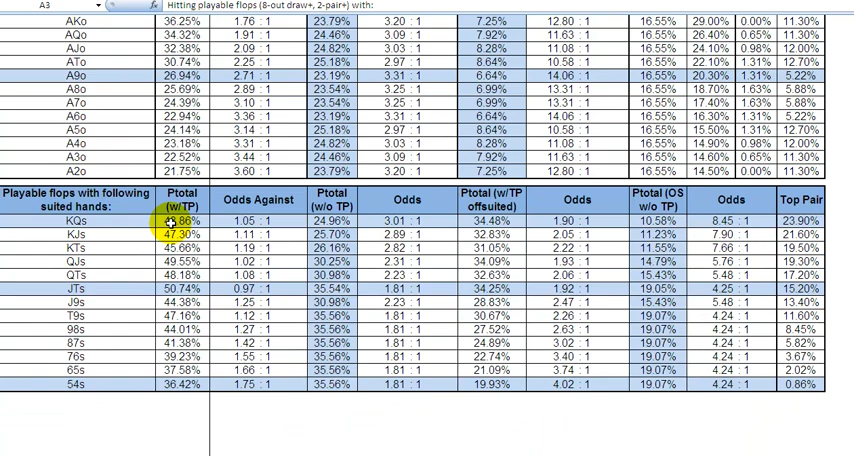 A3 fx Hitting playable flops (8-out draw+, 2-pair+) with:
AKo 36.25% 1.76 : 1 23.79% 3.20 : 1 7.25% 12.80 : 1 16.55% 29.00% 0.00% 11.30%
AQo 34.32% 1.91 : 1 24.46% 3.09 : 1 7.92% 11.63 : 1 16.55% 26.40% 0.65% 11.30%
AJo 32.38% 2.09 : 1 24.82% 3.03 : 1 8.28% 11.08 : 1 16.55% 24.10% 0.98% 12.00%
ATo 30.74% 2.25 : 1 25.18% 2.97 : 1 8.64% 10.58 : 1 16.55% 22.10% 1.31% 12.70%
A9o 26.94% 2.71 : 1 23.19% 3.31 : 1 6.64% 14.06 : 1 16.55% 20.30% 1.31% 5.22%
A8o 25.69% 2.89 : 1 23.54% 3.25 : 1 6.99% 13.31 : 1 16.55% 18.70% 1.63% 5.88%
A7o 24.39% 3.10 : 1 23.54% 3.25 : 1 6.99% 13.31 : 1 16.55% 17.40% 1.63% 5.88%
A6o 22.94% 3.36 : 1 23.19% 3.31 : 1 6.64% 14.06 : 1 16.55% 16.30% 1.31% 5.22%
A5o 24.14% 3.14 : 1 25.18% 2.97 : 1 8.64% 10.58 : 1 16.55% 15.50% 1.31% 12.70%
A4o 23.18% 3.31 : 1 24.82% 3.03 : 1 8.28% 11.08 : 1 16.55% 14.90% 0.98% 12.00%
A3o 22.52% 3.44 : 1 24.46% 3.09 : 1 7.92% 11.63 : 1 16.55% 14.60% 0.65% 11.30%
A2o 21.75% 3.60 : 1 23.79% 3.20 : 1 7.25% 12.80 : 1 16.55% 14.50% 0.00% 11.30%
Playable flops with following Ptotal Ptotal Ptotal (w/TP Ptotal (OS
suited hands: (w/TP) Odds Against (w/o TP) Odds offsuited) Odds w/o TP) Odds Top Pair
KQs .86% 1.05 : 1 24.96% 3.01 : 1 34.48% 1.90 : 1 10.58% 8.45 : 1 23.90%
KJs 47.30% 1.11 : 1 25.70% 2.89 : 1 32.83% 2.05 : 1 11.23% 7.90 : 1 21.60%
KTs 45.66% 1.19 : 1 26.16% 2.82 : 1 31.05% 2.22 : 1 11.55% 7.66 : 1 19.50%
QJs 49.55% 1.02 : 1 30.25% 2.31 : 1 34.09% 1.93 : 1 14.79% 5.76 : 1 19.30%
QTs 48.18% 1.08 : 1 30.98% 2.23 : 1 32.63% 2.06 : 1 15.43% 5.48 : 1 17.20%
JTs 50.74% 0.97 : 1 35.54% 1.81 : 1 34.25% 1.92 : 1 19.05% 4.25 : 1 15.20%
J9s 44.38% 1.25 : 1 30.98% 2.23 : 1 28.83% 2.47 : 1 15.43% 5.48 : 1 13.40%
T9s 47.16% 1.12 : 1 35.56% 1.81 : 1 30.67% 2.26 : 1 19.07% 4.24 : 1 11.60%
98s 44.01% 1.27 : 1 35.56% 1.81 : 1 27.52% 2.63 : 1 19.07% 4.24 : 1 8.45%
87s 41.38% 1.42 : 1 35.56% 1.81 : 1 24.89% 3.02 : 1 19.07% 4.24 : 1 5.82%
76s 39.23% 1.55 : 1 35.56% 1.81 : 1 22.74% 3.40 : 1 19.07% 4.24 : 1 3.67%
65s 37.58% 1.66 : 1 35.56% 1.81 : 1 21.09% 3.74 : 1 19.07% 4.24 : 1 2.02%
54s 36.42% 1.75 : 1 35.56% 1.81 : 1 19.93% 4.02 : 1 19.07% 4.24 : 1 0.86%